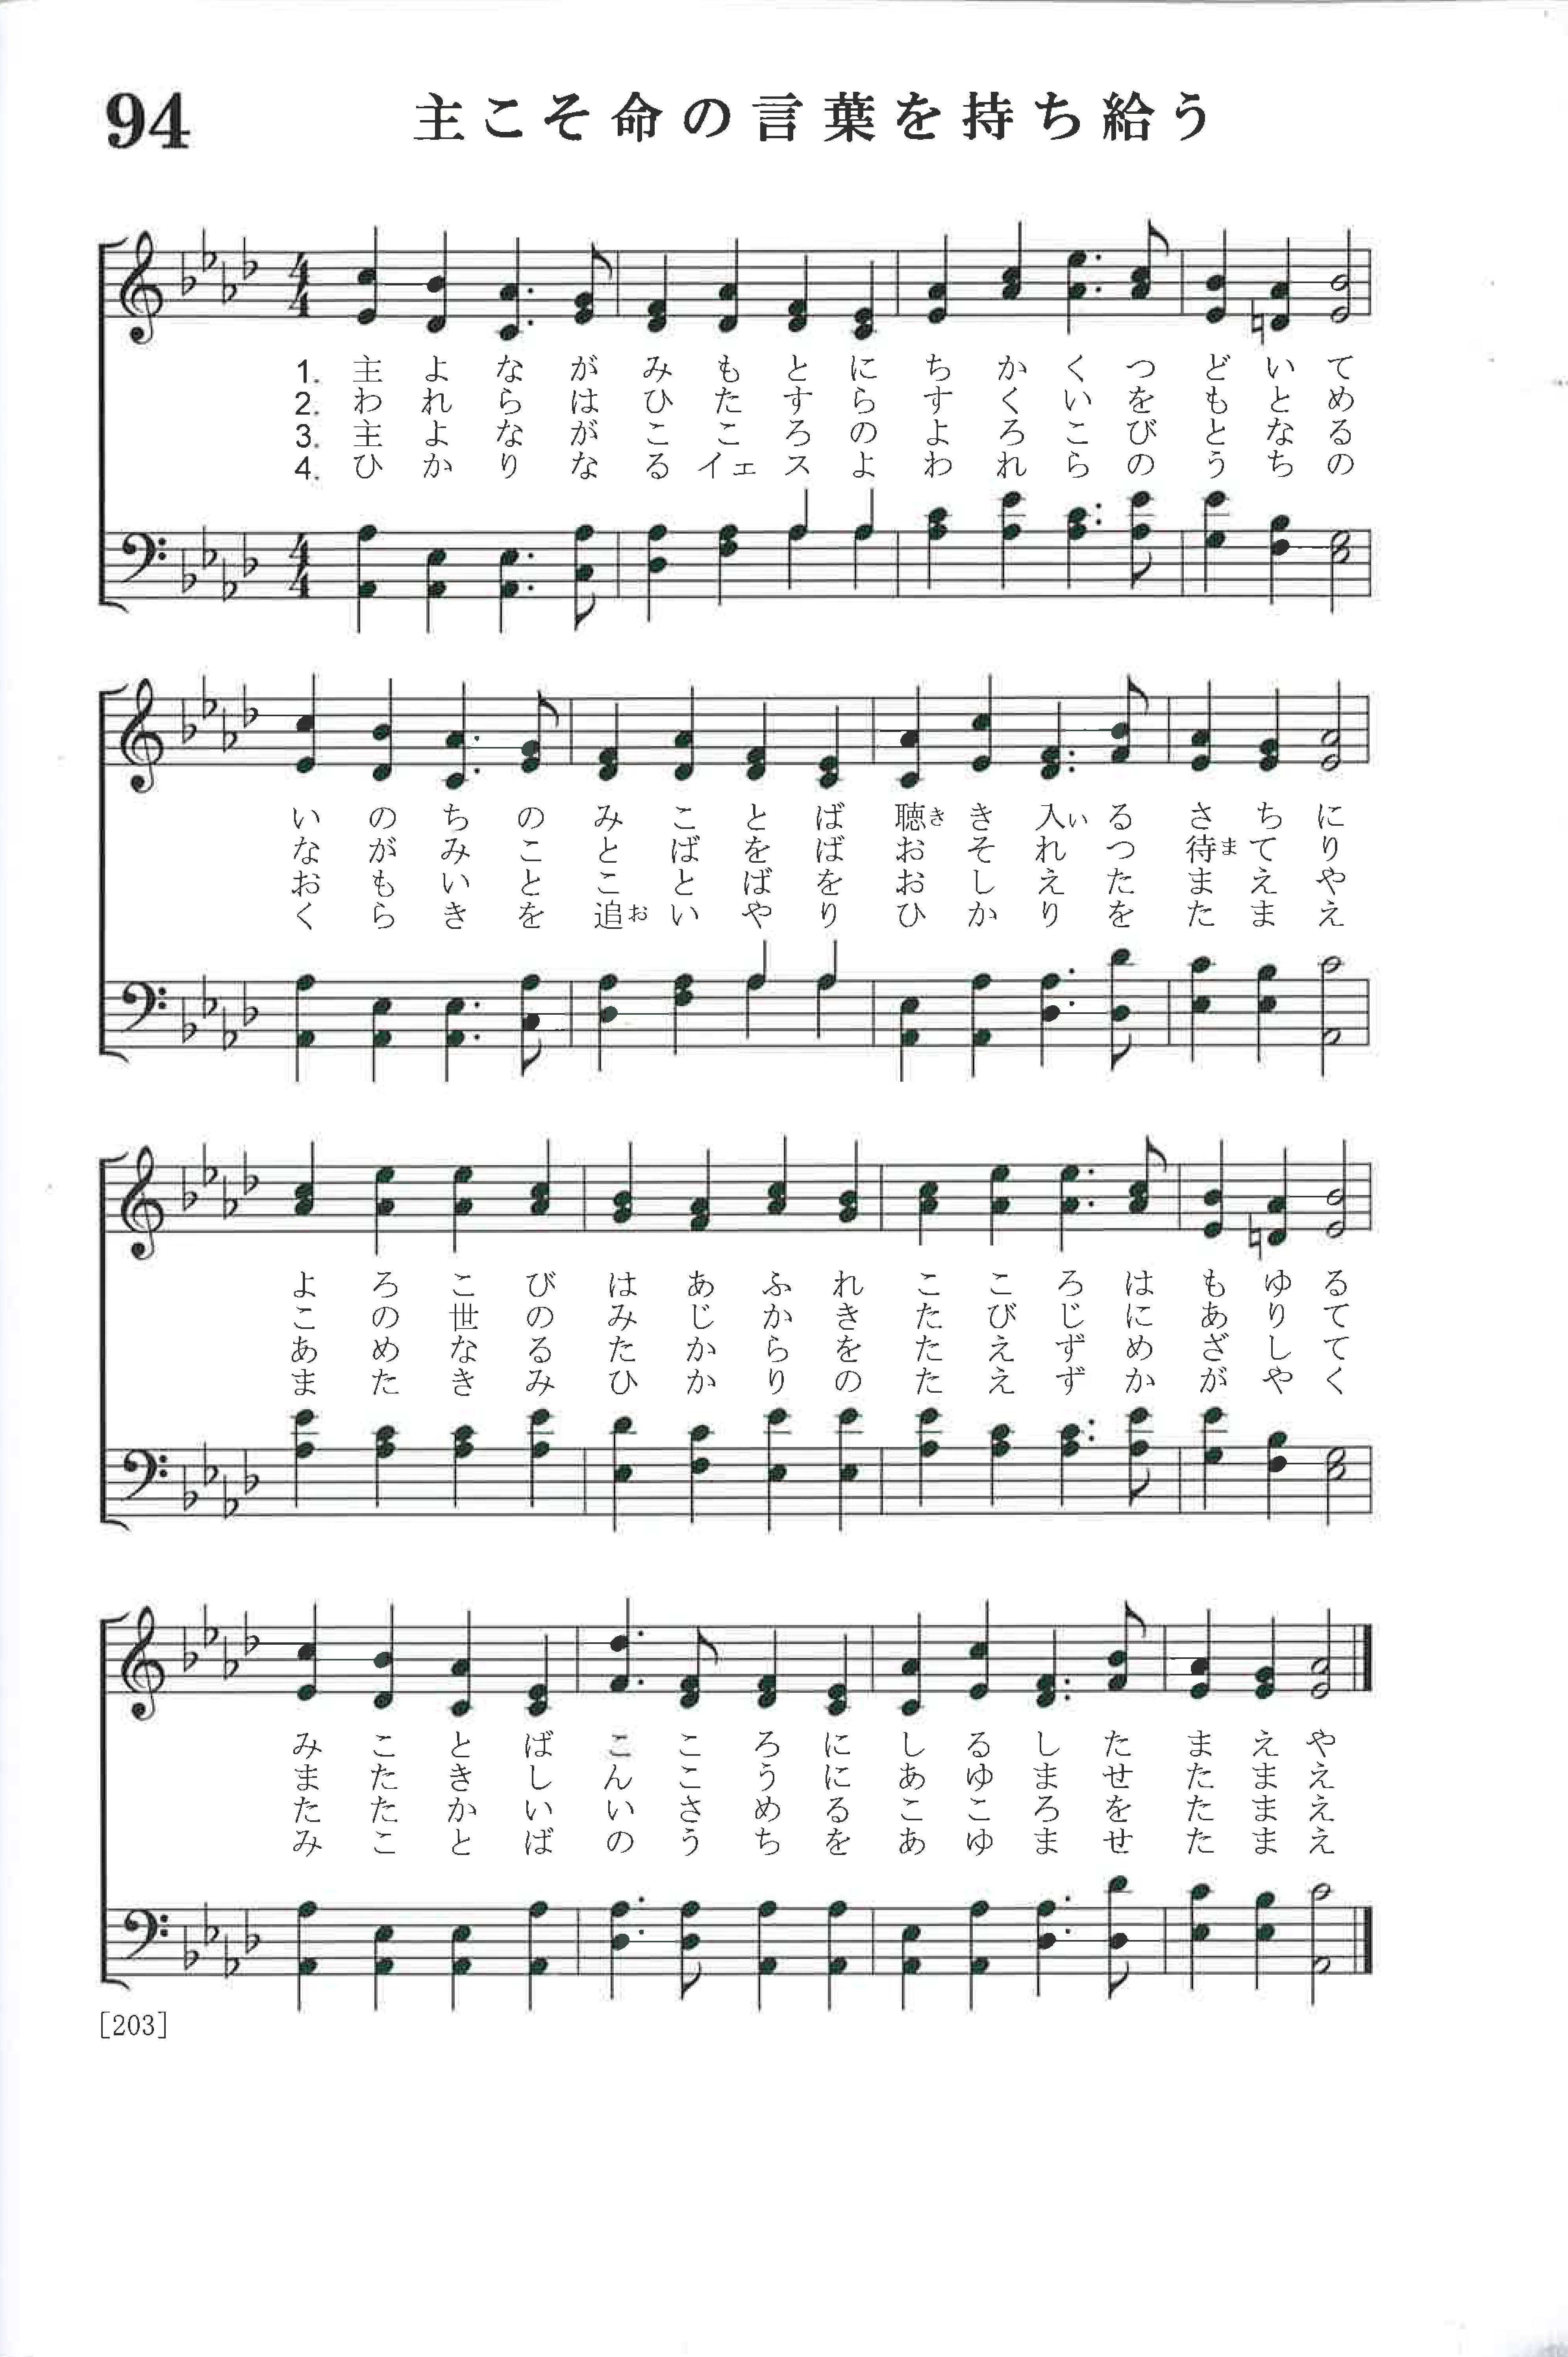 94
主こそ命の言葉を持ち給う
1. 主よながみもとにちかくつどいて
2. わればはひたすらすくいをもとめ
3. 主よながこころのよろこびとなる
4. ひかりなるイェスよわれらのうちの
いのちのみことば聴きき入いるさちに
ながみことばをばおそれつ待まてり
おもいとことばをおおしえたまえや
くらきを追おいやりひかりをたまえ
よろこびはあふれこころはもゆる
この世のみじかきたびじにありて
あめなるたからをたえずめざして
またきみひかりのたえずかがやく
みことばこころにしるしたまえや
またきしんこうにあゆませたまえ
たたかいいさめるこころをたまえ
みことばのうちをあゆませたまえ
[203]